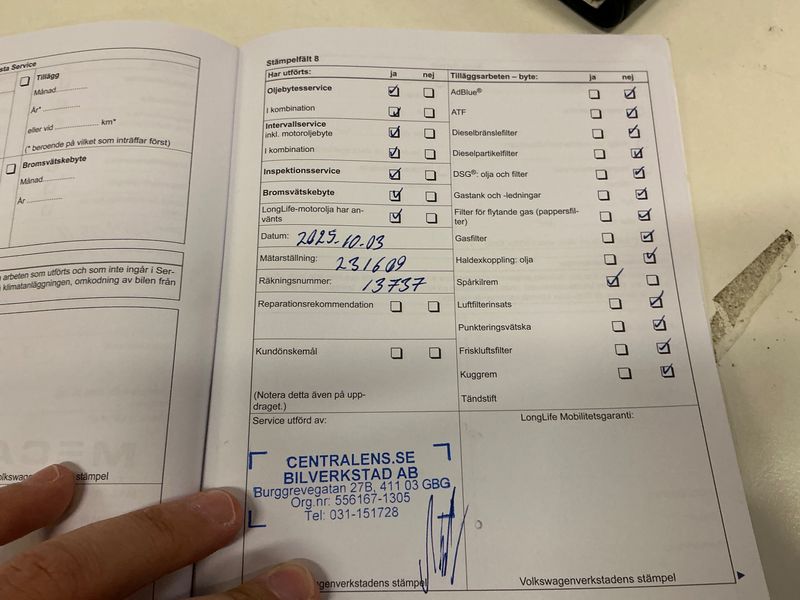 sta Service
Tillägg
Månad
År*
eller vid km*
(* beroende på vilket som inträffar först)
Bromsvätskebyte
Månad
År
arbeten som utförts och som inte ingår i Ser-
klimatanläggningen, omkodning av bilen från
stämpel
Stämpelfält 8
Har utförts: ja nej
Oljebytesservice
I kombination
Intervallservice
inkl. motoroljebyte
I kombination
Inspektionsservice
Bromsvätskebyte
LongLife-motorolja har an-
vänts
Datum: 2025-10-03
Mätarställning: 231609
Räkningsnummer: 13737
Reparationsrekommendation
Kundönskemål
(Notera detta även på upp-
draget.)
Tilläggsarbeten – byte: ja nej
AdBlue®
ATF
Dieselbränslefilter
Dieselpartikelfilter
DSG®: olja och filter
Gastank och -ledningar
Filter för flytande gas (pappersfil-
ter)
Gasfilter
Haldexkoppling: olja
Spårkilrem
Luftfilterinsats
Punkteringsvätska
Friskluftsfilter
Kuggrem
Tändstift
Service utförd av:
CENTRALENS.SE
BILVERKSTAD AB
Burggrevegatan 27B, 411 03 GBG
Org.nr: 556167-1305
Tel: 031-151728
genverkstadens stämpel
LongLife Mobilitetsgaranti:
Volkswagenverkstadens stämpel